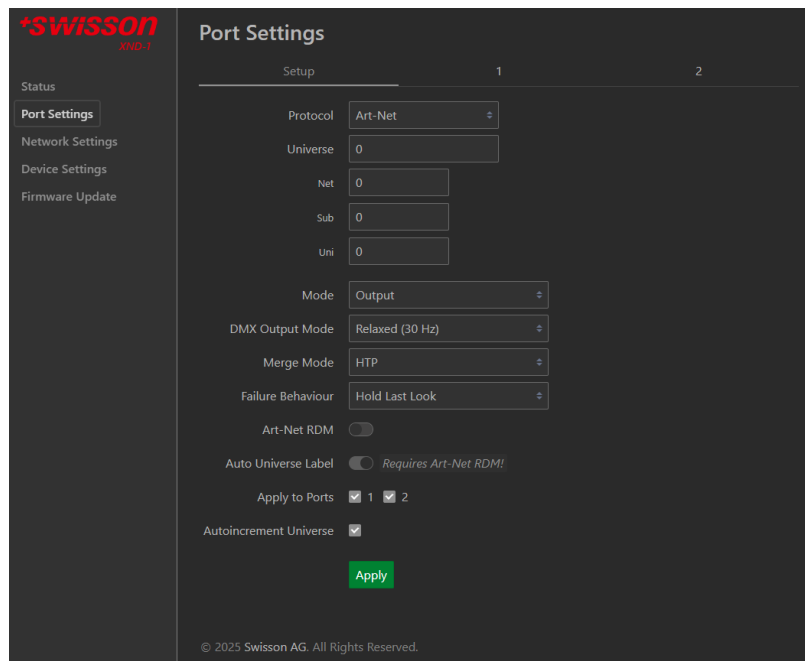 +swisson
XND-1
Status
Port Settings
Network Settings
Device Settings
Firmware Update
Port Settings
Setup 1 2
Protocol Art-Net
Universe 0
Net 0
Sub 0
Uni 0
Mode Output
DMX Output Mode Relaxed (30 Hz)
Merge Mode HTP
Failure Behaviour Hold Last Look
Art-Net RDM
Auto Universe Label Requires Art-Net RDM!
Apply to Ports 1 2
Autoincrement Universe
Apply
© 2025 Swisson AG. All Rights Reserved.